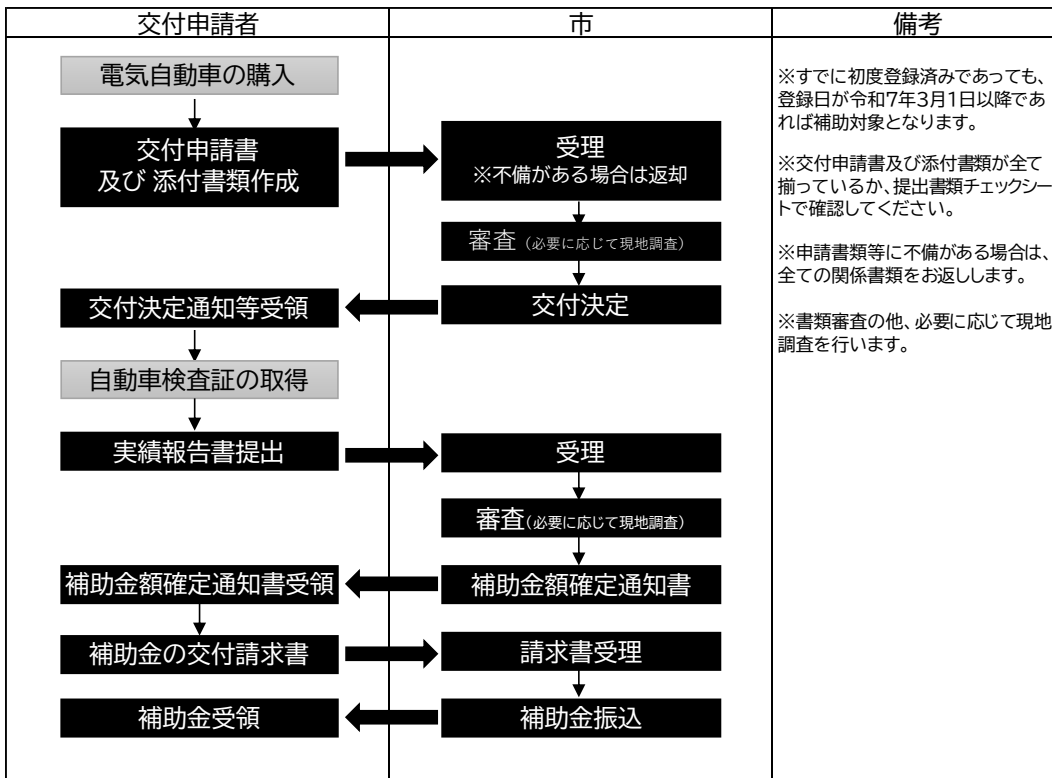 交付申請者
市
備考
電気自動車の購入
交付申請書
及び 添付書類作成
受理
※不備がある場合は返却
審査（必要に応じて現地調査）
交付決定
交付決定通知等受領
自動車検査証の取得
実績報告書提出
受理
審査（必要に応じて現地調査）
補助金額確定通知書
補助金額確定通知書受領
補助金の交付請求書
請求書受理
補助金振込
補助金受領
※すでに初度登録済みであっても、
登録日が令和7年3月1日以降であ
れば補助対象となります。
※交付申請書及び添付書類が全て
揃っているか、提出書類チェックシー
トで確認してください。
※申請書類等に不備がある場合は、
全ての関係書類をお返しします。
※書類審査の他、必要に応じて現地
調査を行います。